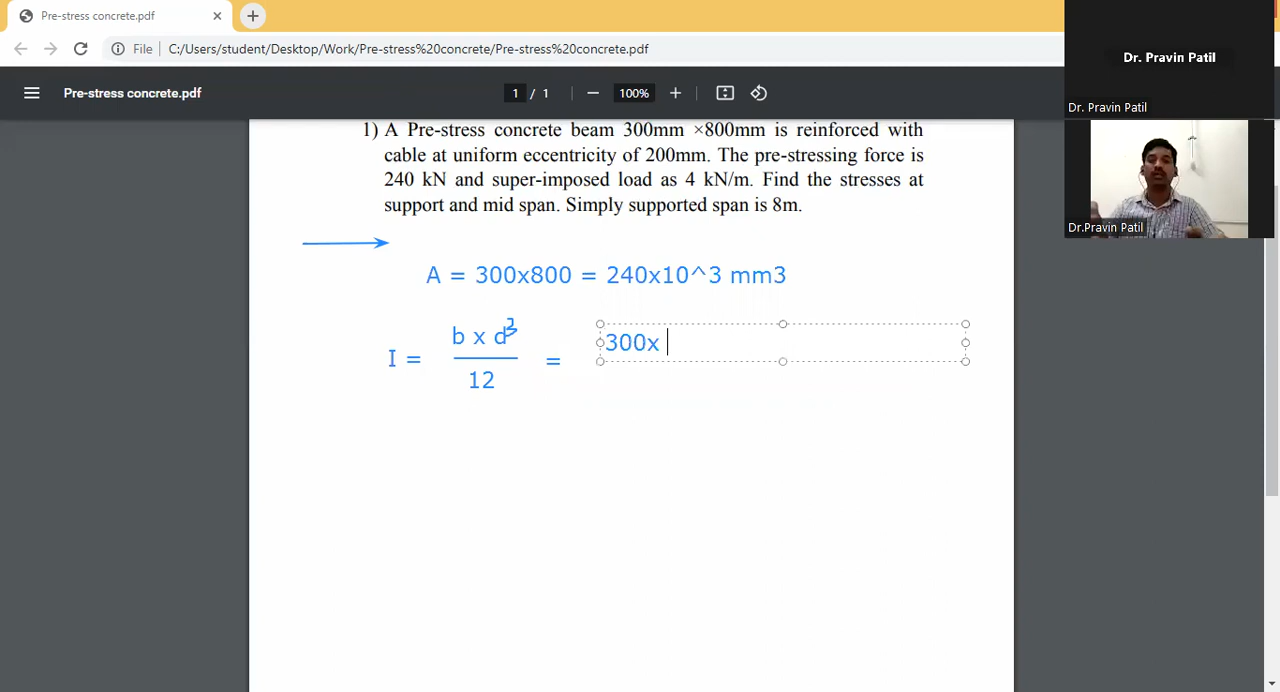 Pre-stress concrete.pdf
File
C:/Users/student/Desktop/Work/Pre-stress%20concrete/Pre-stress%20concrete.pdf
Pre-stress concrete.pdf
1 / 1
100%
Dr. Pravin Patil
Dr. Pravin Patil
Dr.Pravin Patil
1) A Pre-stress concrete beam 300mm ×800mm is reinforced with
cable at uniform eccentricity of 200mm. The pre-stressing force is
240 kN and super-imposed load as 4 kN/m. Find the stresses at
support and mid span. Simply supported span is 8m.
A = 300x800 = 240x10^3 mm3
b x d3
I = =
12
300x